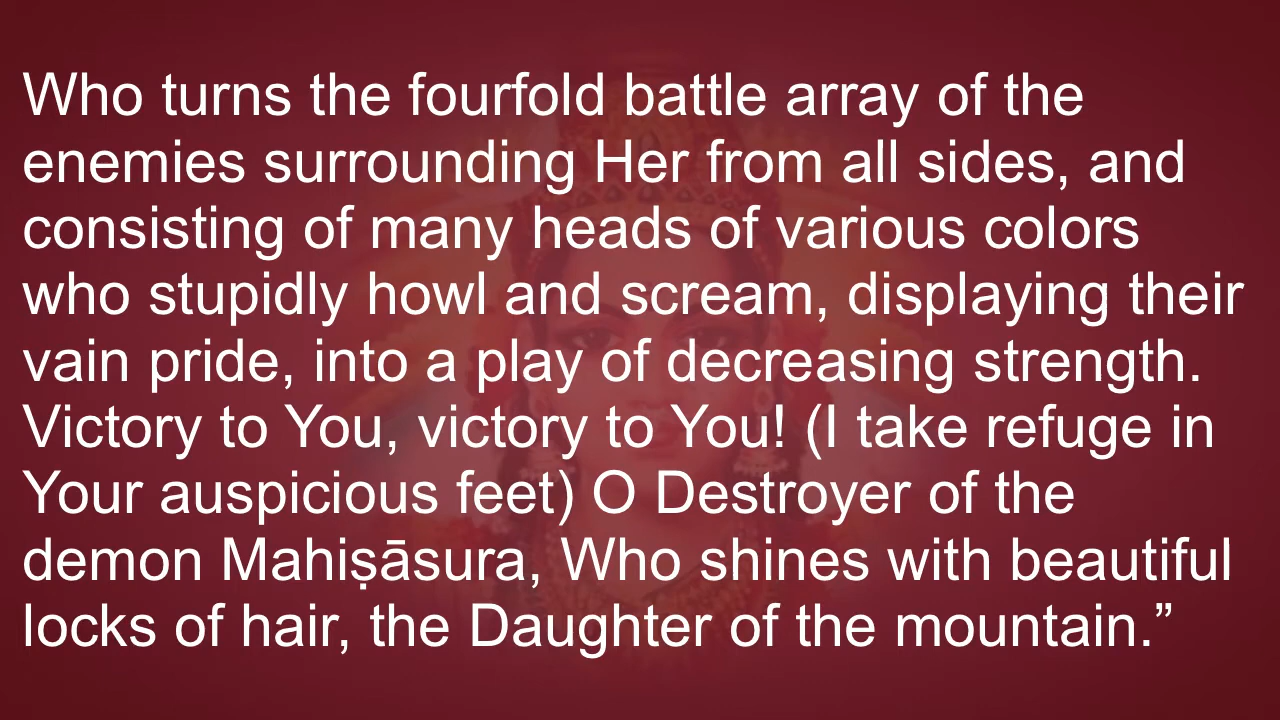 Who turns the fourfold battle array of the
enemies surrounding Her from all sides, and
consisting of many heads of various colors
who stupidly howl and scream, displaying their
vain pride, into a play of decreasing strength.
Victory to You, victory to You! (I take refuge in
Your auspicious feet) O Destroyer of the
demon Mahiṣāsura, Who shines with beautiful
locks of hair, the Daughter of the mountain.”